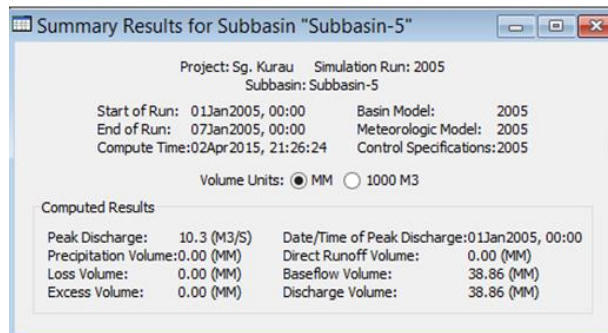 Summary Results for Subbasin "Subbasin-5"
Project: Sg. Kurau Simulation Run: 2005
Subbasin: Subbasin-5
Start of Run: 01Jan2005, 00:00 Basin Model: 2005
End of Run: 07Jan2005, 00:00 Meteorologic Model: 2005
Compute Time:02Apr2015, 21:26:24 Control Specifications:2005
Volume Units: MM 1000 M3
Computed Results
Peak Discharge: 10.3 (M3/S) Date/Time of Peak Discharge:01Jan2005, 00:00
Precipitation Volume:0.00 (MM) Direct Runoff Volume: 0.00 (MM)
Loss Volume: 0.00 (MM) Baseflow Volume: 38.86 (MM)
Excess Volume: 0.00 (MM) Discharge Volume: 38.86 (MM)